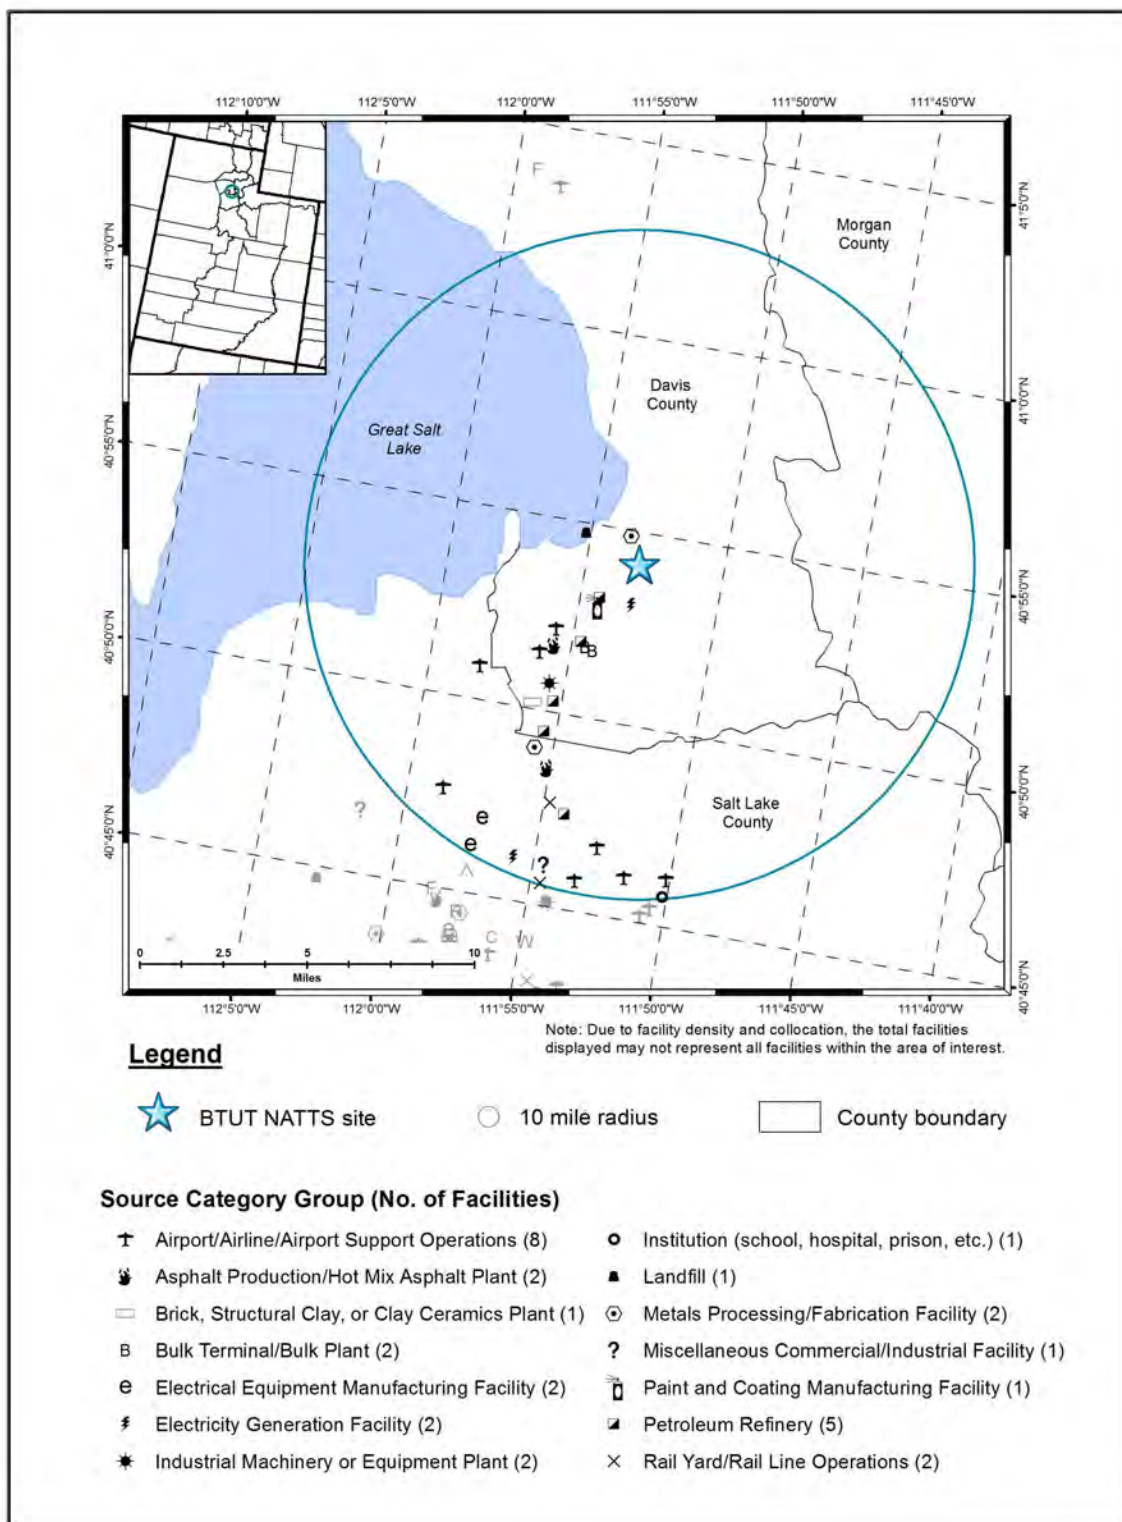 112°10'0"W 112°5'0"W 112°0'0"W 111°55'0"W 111°50'0"W 111°45'0"W
41°5'0"N
Morgan
County
41°0'0"N
F
Davis
County
41°0'0"N
Great Salt
Lake
40°55'0"N
40°55'0"N
40°50'0"N
B
Salt Lake
County
40°50'0"N
?
e
e
40°45'0"N
?
F
R
C
W
0 2.5 5 10
Miles
40°45'0"N
112°5'0"W 112°0'0"W 111°55'0"W 111°50'0"W 111°45'0"W 111°40'0"W
Note: Due to facility density and collocation, the total facilities
displayed may not represent all facilities within the area of interest.
Legend
BTUT NATTS site 10 mile radius County boundary
Source Category Group (No. of Facilities)
Airport/Airline/Airport Support Operations (8)
Asphalt Production/Hot Mix Asphalt Plant (2)
Brick, Structural Clay, or Clay Ceramics Plant (1)
B Bulk Terminal/Bulk Plant (2)
e Electrical Equipment Manufacturing Facility (2)
Electricity Generation Facility (2)
Industrial Machinery or Equipment Plant (2)
Institution (school, hospital, prison, etc.) (1)
Landfill (1)
Metals Processing/Fabrication Facility (2)
? Miscellaneous Commercial/Industrial Facility (1)
Paint and Coating Manufacturing Facility (1)
Petroleum Refinery (5)
Rail Yard/Rail Line Operations (2)